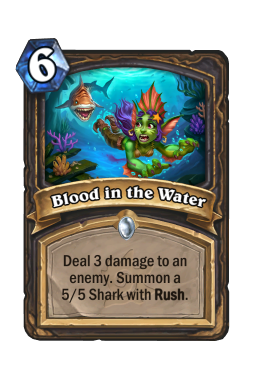 6
Blood in the Water
Deal 3 damage to an
enemy. Summon a
5/5 Shark with Rush.